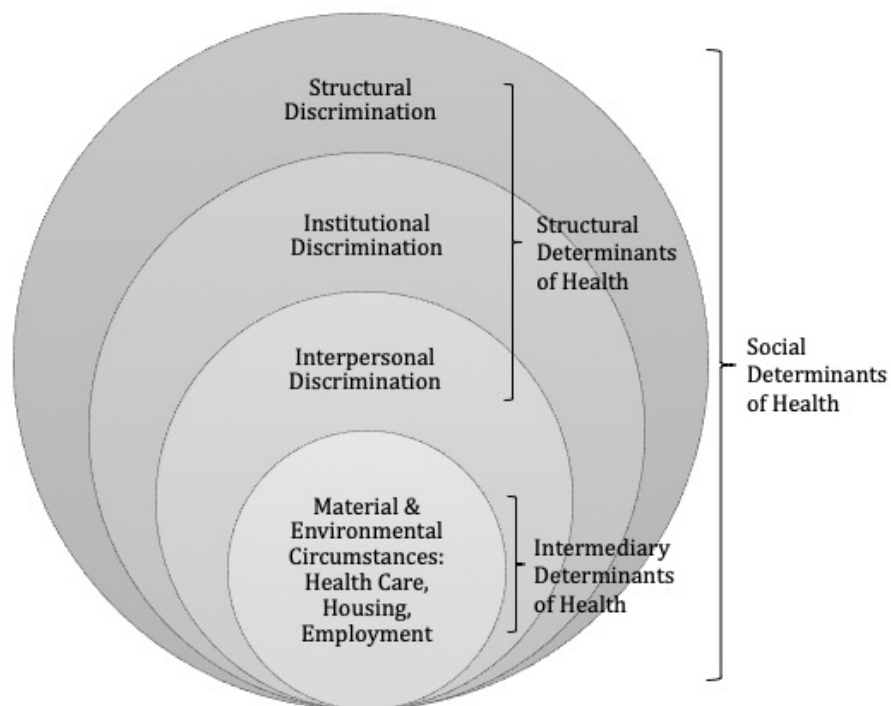 Structural
Discrimination
Institutional
Discrimination
Structural
Determinants
of Health
Interpersonal
Discrimination
Social
Determinants
of Health
Material &
Environmental
Circumstances:
Health Care,
Housing,
Employment
Intermediary
Determinants
of Health